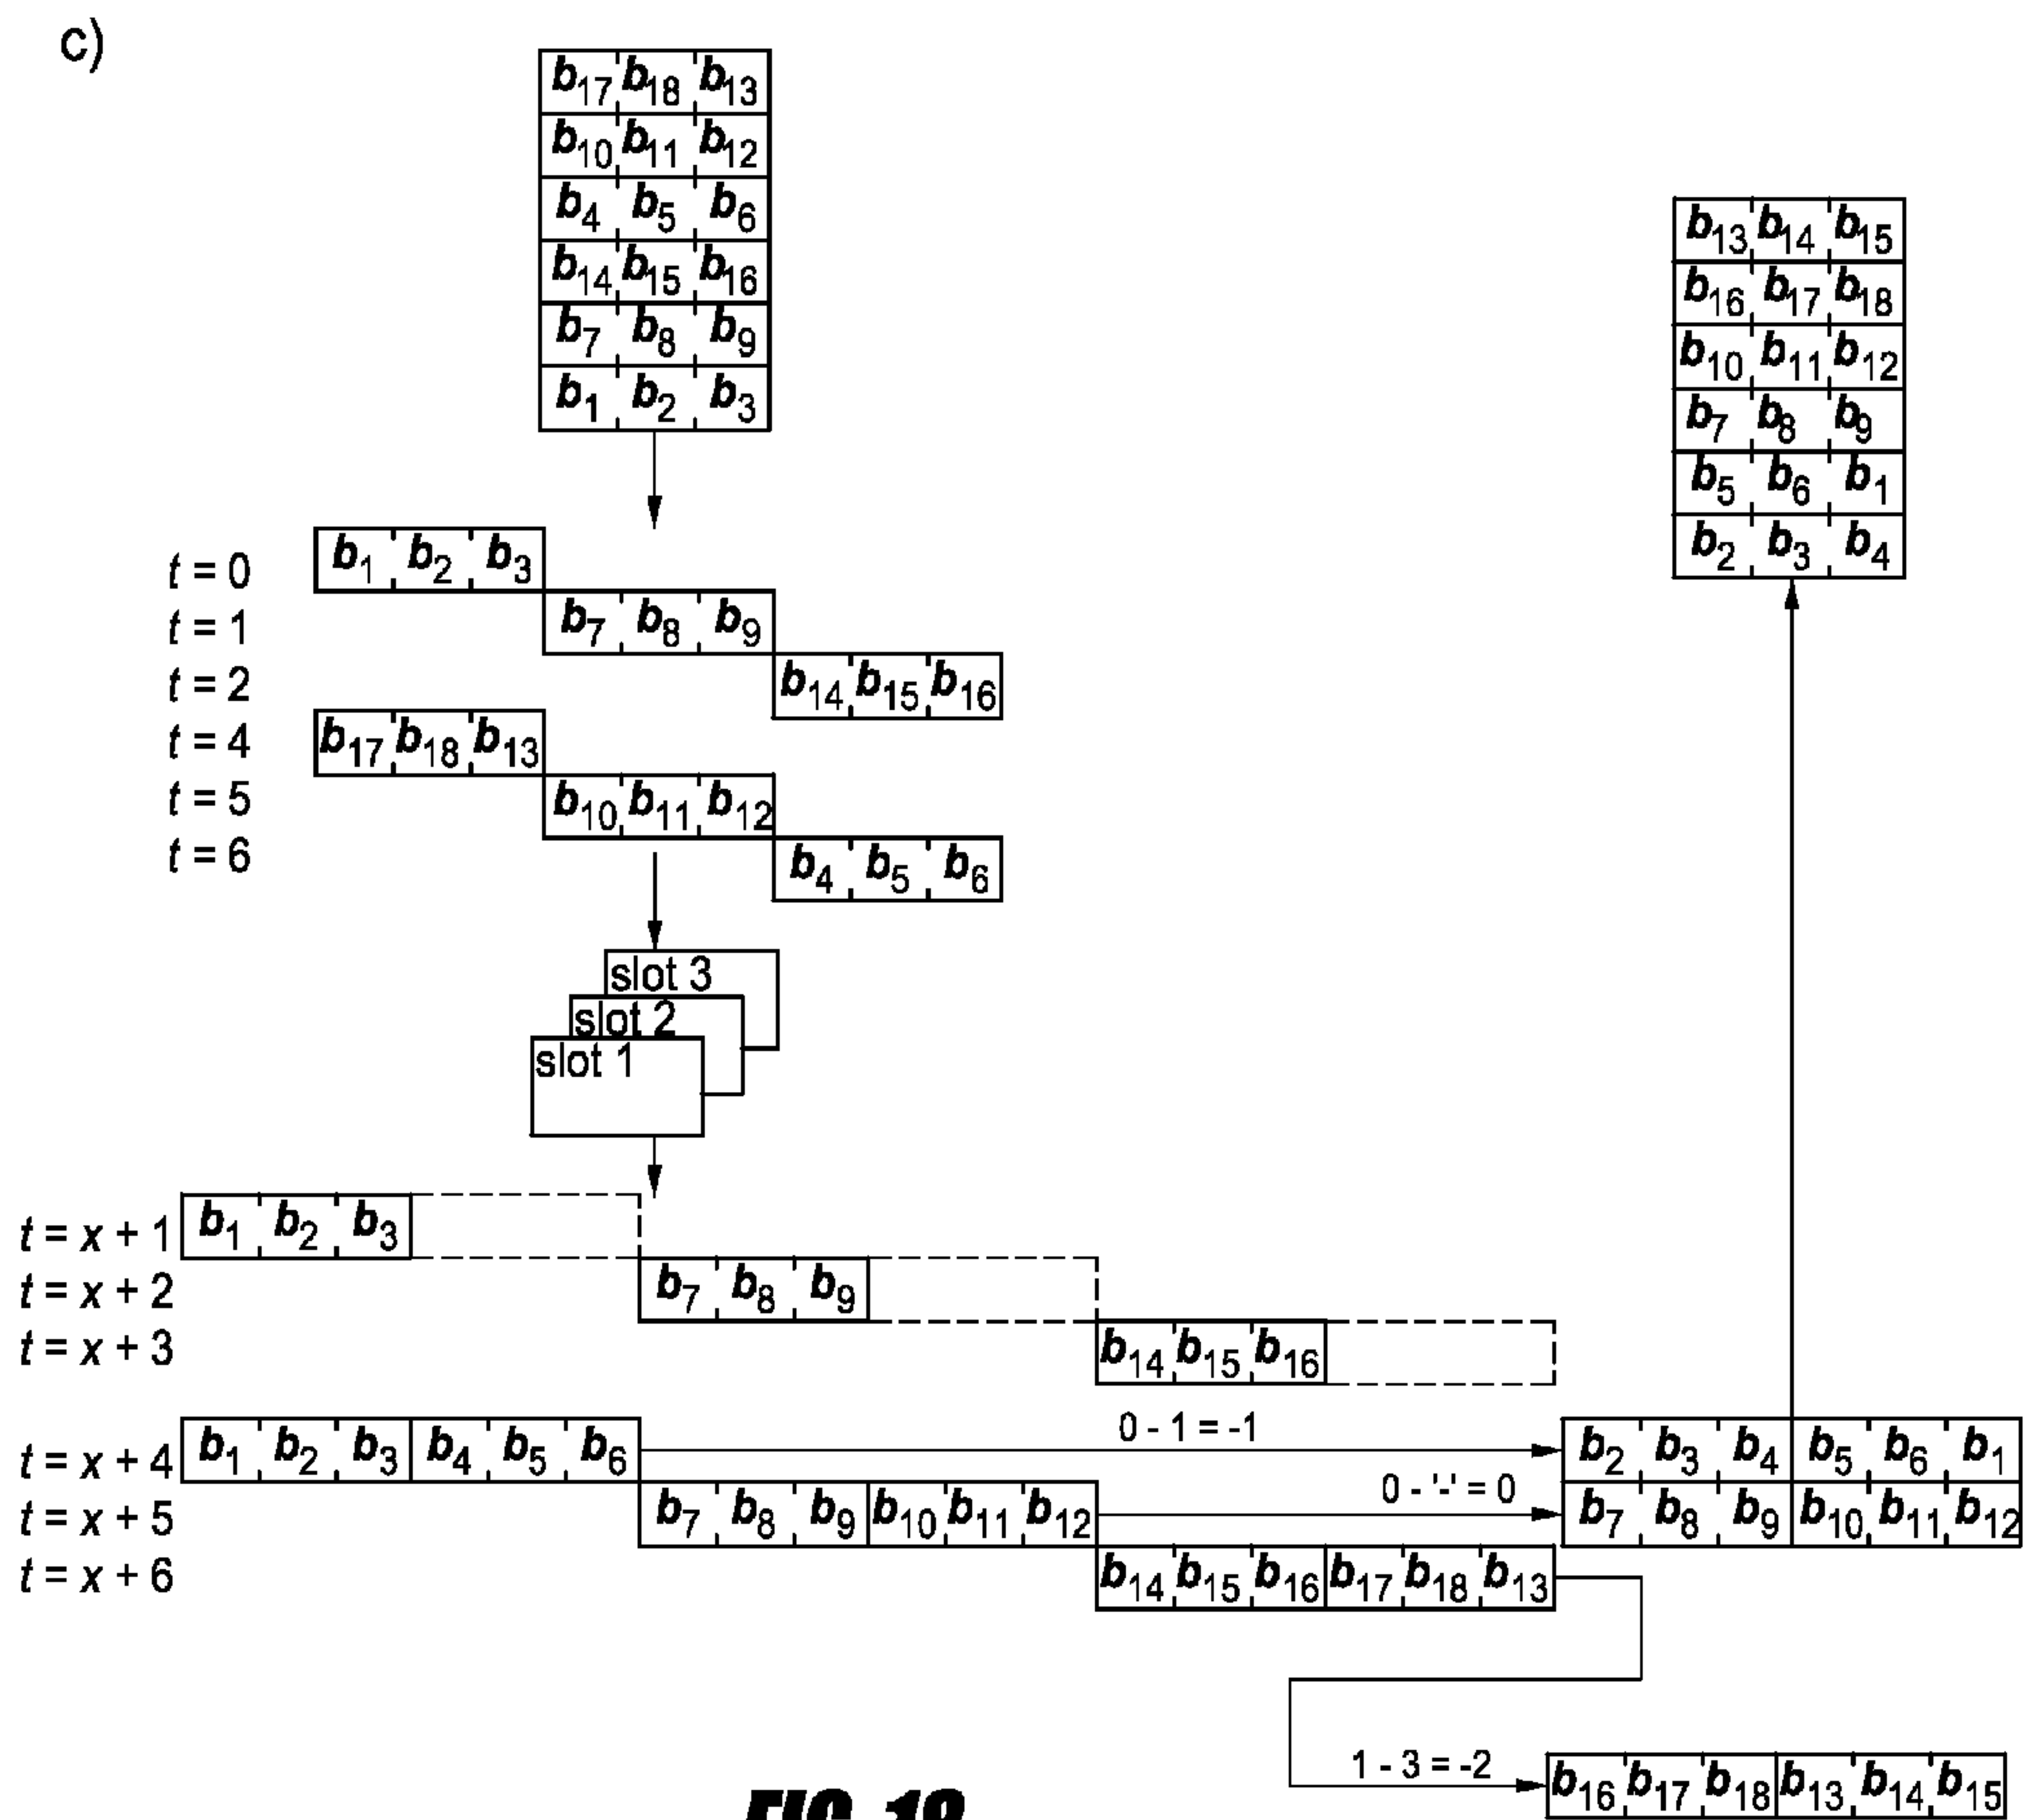 c)
b17 b18 b13
b10 b11 b12
b4 b5 b6
b14 b15 b16
b7 b8 b9
b1 b2 b3
b13 b14 b15
b16 b17 b18
b10 b11 b12
b7 b8 b9
b5 b6 b1
b2 b3 b4
t = 0 b1 b2 b3
t = 1 b7 b8 b9
t = 2 b14 b15 b16
t = 4 b17 b18 b13
t = 5 b10 b11 b12
t = 6 b4 b5 b6
slot 3
slot 2
slot 1
t = x + 1 b1 b2 b3
t = x + 2 b7 b8 b9
t = x + 3 b14 b15 b16
t = x + 4 b1 b2 b3 b4 b5 b6 0 - 1 = -1 b2 b3 b4 b5 b6 b1
t = x + 5 b7 b8 b9 b10 b11 b12 0 - '-' = 0 b7 b8 b9 b10 b11 b12
t = x + 6 b14 b15 b16 b17 b18 b13
1 - 3 = -2 b16 b17 b18 b13 b14 b15